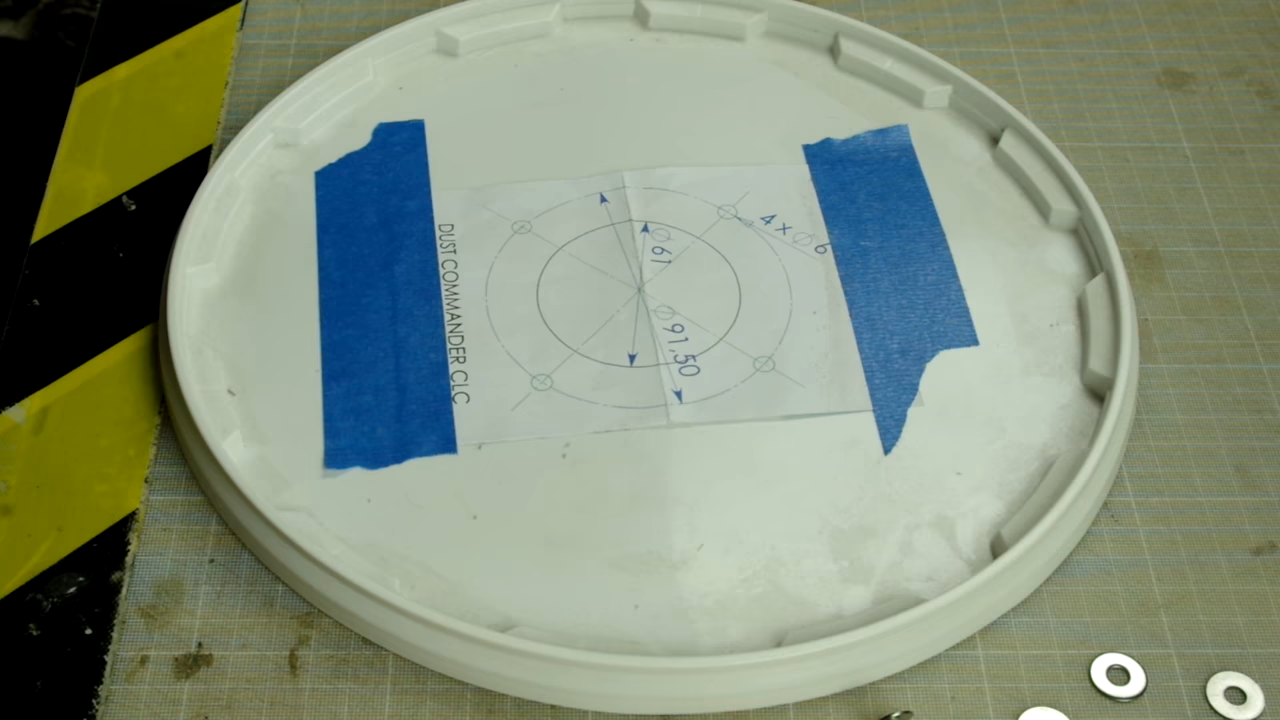 DUST COMMANDER CLC
4 x ∅ 6
∅ 61
∅ 91,50